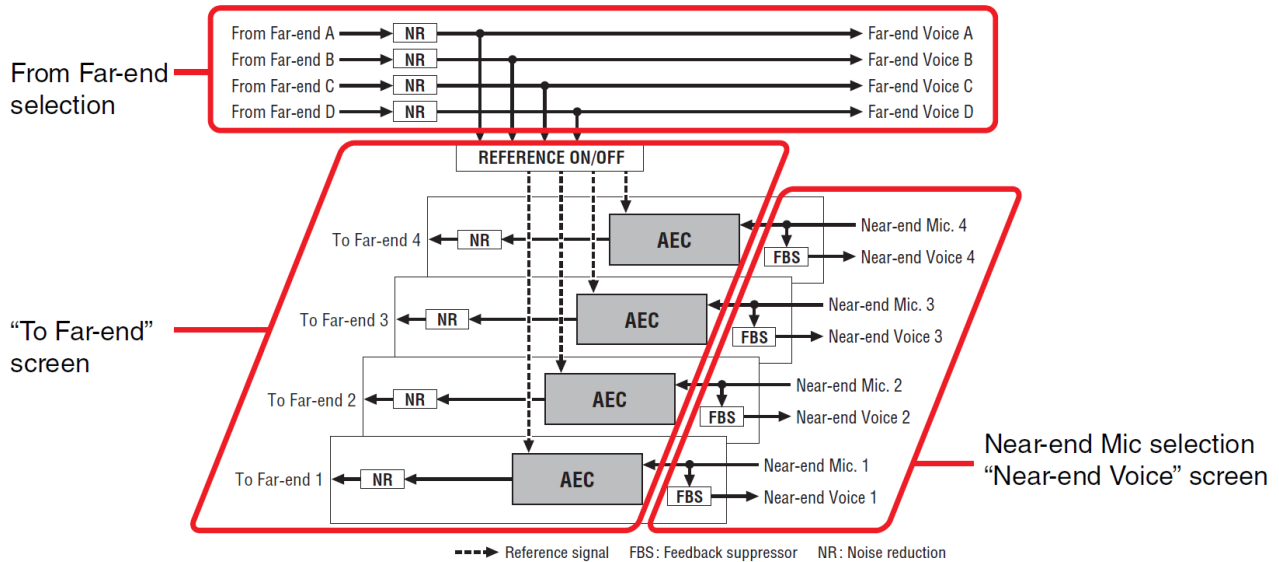 From Far-end A NR Far-end Voice A
From Far-end B NR Far-end Voice B
From Far-end C NR Far-end Voice C
From Far-end D NR Far-end Voice D
From Far-end
selection
REFERENCE ON/OFF
To Far-end 4 NR AEC Near-end Mic. 4
FBS Near-end Voice 4
To Far-end 3 NR AEC Near-end Mic. 3
FBS Near-end Voice 3
“To Far-end”
screen
To Far-end 2 NR AEC Near-end Mic. 2
FBS Near-end Voice 2
To Far-end 1 NR AEC Near-end Mic. 1
FBS Near-end Voice 1
Near-end Mic selection
“Near-end Voice” screen
Reference signal FBS : Feedback suppressor NR : Noise reduction